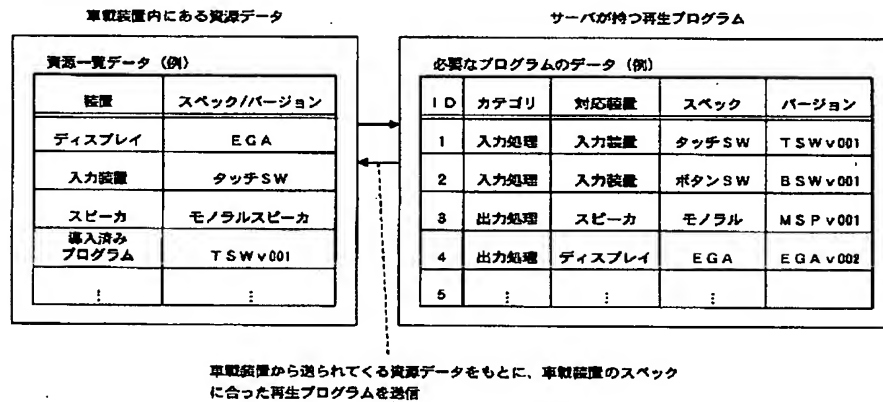 車載装置内にある資源データ
サーバが持つ再生プログラム
資源一覧データ（例）
装置 スペック/バージョン
ディスプレイ EGA
入力装置 タッチSW
スピーカ モノラルスピーカ
導入済み
プログラム TSWv001
⋮ ⋮
必要なプログラムのデータ（例）
ID カテゴリ 対応装置 スペック バージョン
1 入力処理 入力装置 タッチSW TSWv001
2 入力処理 入力装置 ボタンSW BSWv001
3 出力処理 スピーカ モノラル MSPv001
4 出力処理 ディスプレイ EGA EGAv002
5 ⋮ ⋮ ⋮
車載装置から送られてくる資源データをもとに、車載装置のスペック
に合った再生プログラムを送信